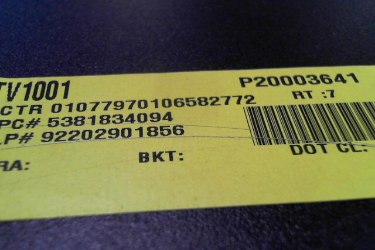 TV1001 P20003641
CTR 01077970106582772 RT :7
PC# 5381834094
LP# 92202901856
RA: BKT: DOT CL: